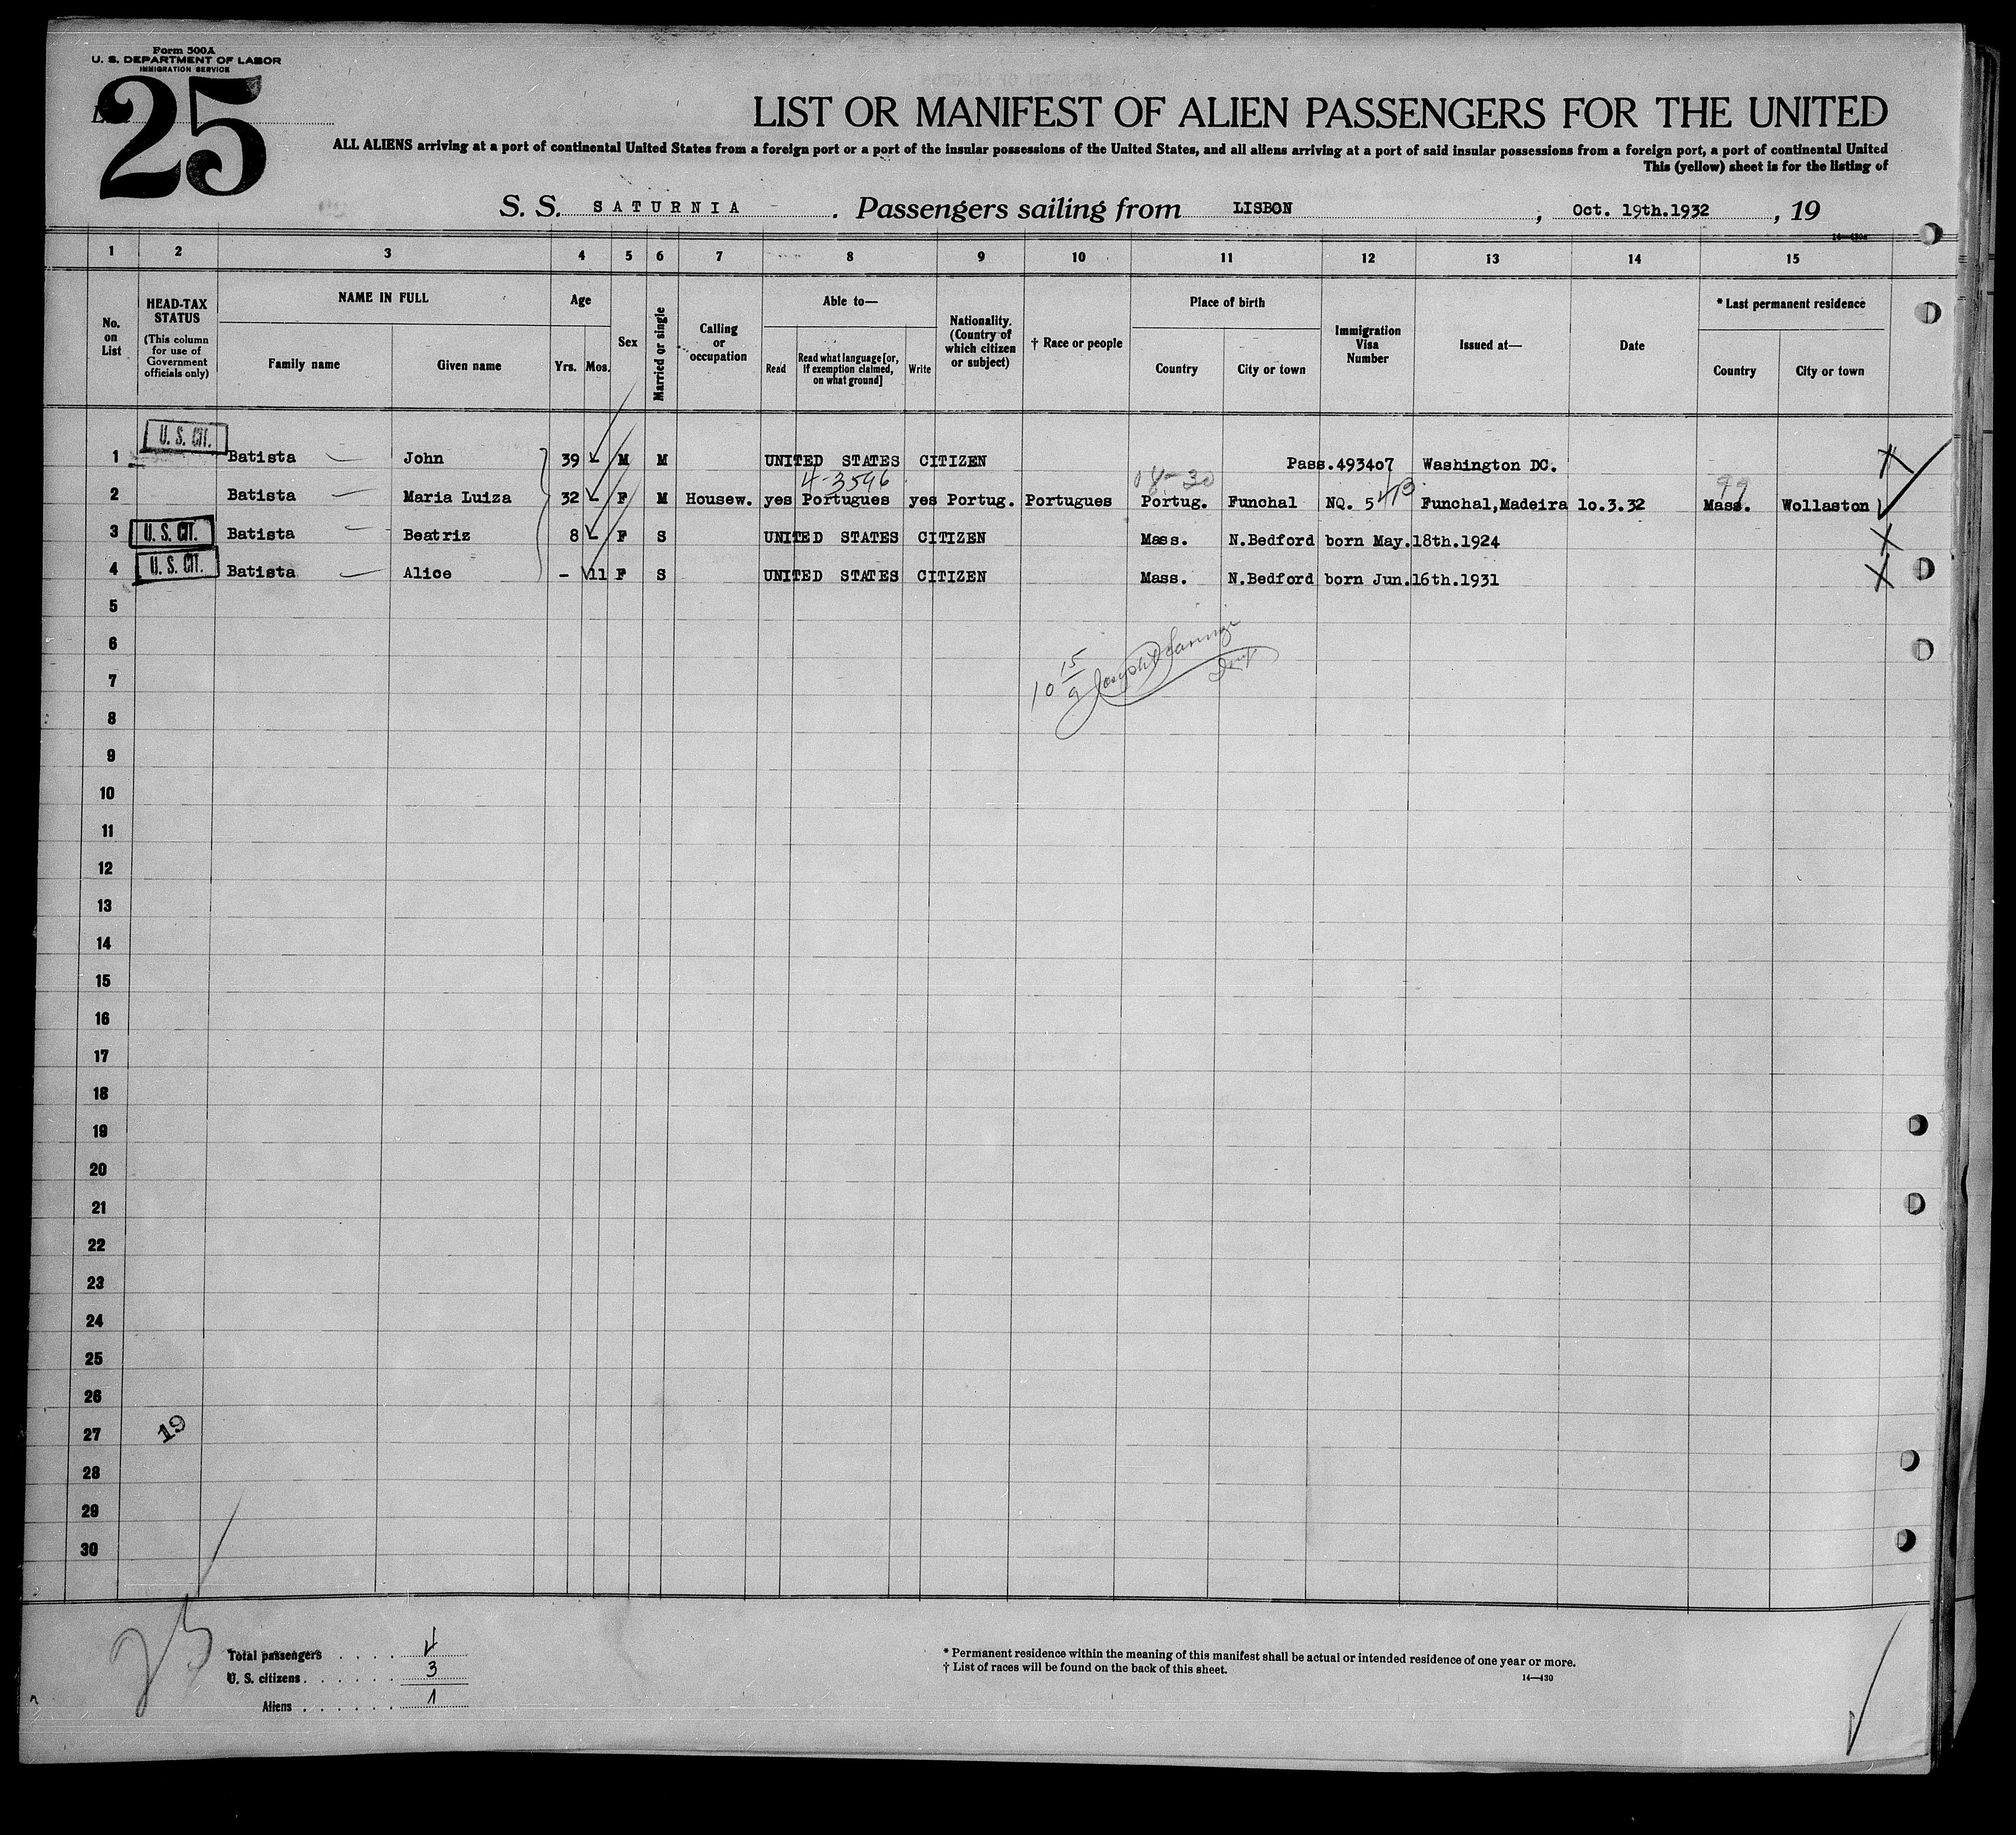 Form 500A
U. S. DEPARTMENT OF LABOR
IMMIGRATION SERVICE
25
LIST OR MANIFEST OF ALIEN PASSENGERS FOR THE UNITED
ALL ALIENS arriving at a port of continental United States from a foreign port or a port of the insular possessions of the United States, and all aliens arriving at a port of said insular possessions from a foreign port, a port of continental United
This (yellow) sheet is for the listing of
S. S. SATURNIA. Passengers sailing from LISBON, Oct. 19th.1932, 19
1 2 3 4 5 6 7 8 9 10 11 12 13 14 15
No. on List
HEAD-TAX STATUS
(This column for use of Government officials only)
NAME IN FULL
Family name
Given name
Age
Yrs.
Mos.
Sex
Married or single
Calling or occupation
Able to—
Read
Read what language [or, if exemption claimed, on what ground]
Write
Nationality. (Country of which citizen or subject)
† Race or people
Place of birth
Country
City or town
Immigration Visa Number
Issued at—
Date
* Last permanent residence
Country
City or town
U. S. CIT.
1 Batista John 39 M M UNITED STATES CITIZEN Pass.493407 Washington DC.
4-3596
99
2 Batista Maria Luiza 32 F M Housew. yes Portugues yes Portug. Portugues Portug. Funchal NQ. 5 413 Funchal,Madeira 1o.3.32 Mass. Wollaston
3 U. S. CIT. Batista Beatriz 8 F S UNITED STATES CITIZEN Mass. N.Bedford born May.18th.1924
4 U. S. CIT. Batista Alice - 11 F S UNITED STATES CITIZEN Mass. N.Bedford born Jun.16th.1931
5
6
7
8
9
10
11
12
13
14
15
16
17
18
19
20
21
22
23
24
25
26
27 19
28
29
30
25
Total passengers . . . . 4
U. S. citizens . . . . . . 3
Aliens . . . . . . 1
* Permanent residence within the meaning of this manifest shall be actual or intended residence of one year or more.
† List of races will be found on the back of this sheet.
14—430